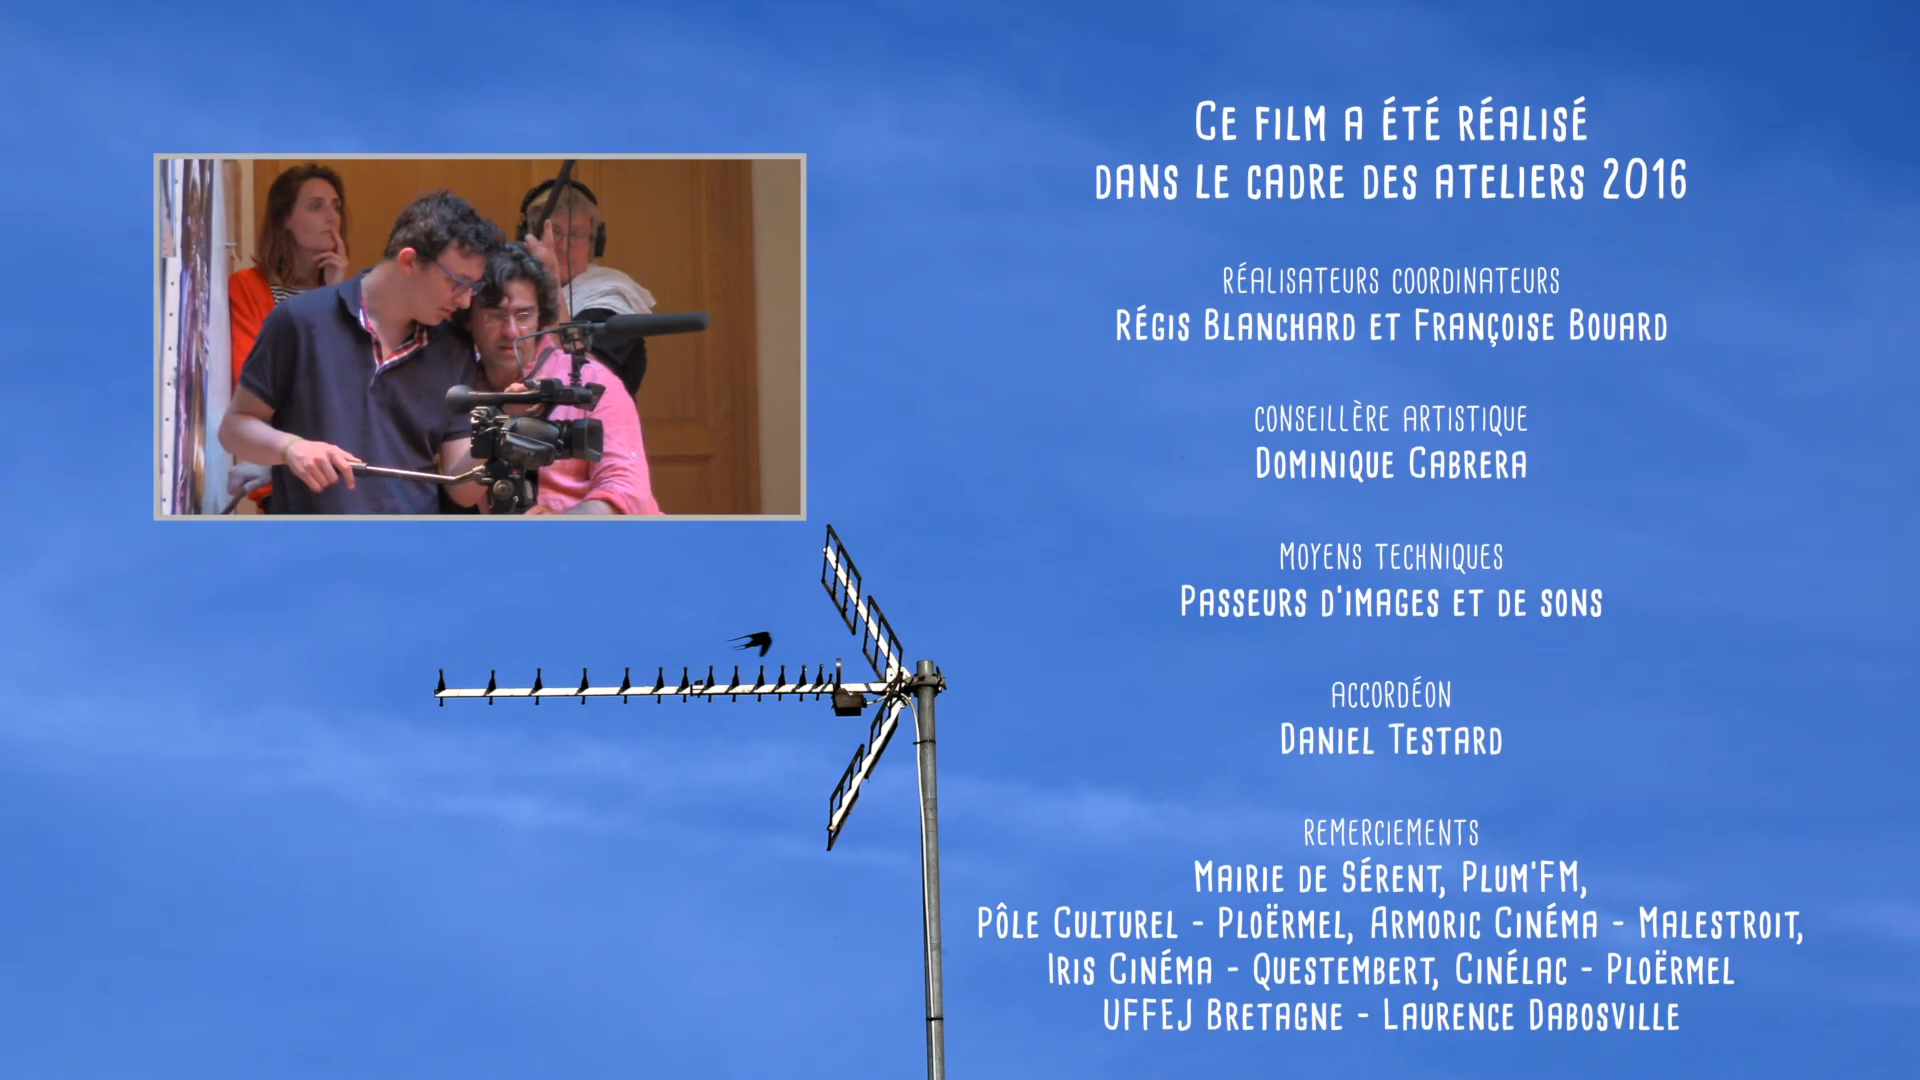 Ce film a été réalisé
dans le cadre des ateliers 2016
réalisateurs coordinateurs
Régis Blanchard et Françoise Bouard
conseillère artistique
Dominique Cabrera
moyens techniques
Passeurs d'images et de sons
accordéon
Daniel Testard
remerciements
Mairie de Sérent, Plum'FM,
Pôle Culturel - Ploërmel, Armoric Cinéma - Malestroit,
Iris Cinéma - Questembert, Cinélac - Ploërmel
UFFEJ Bretagne - Laurence Dabosville